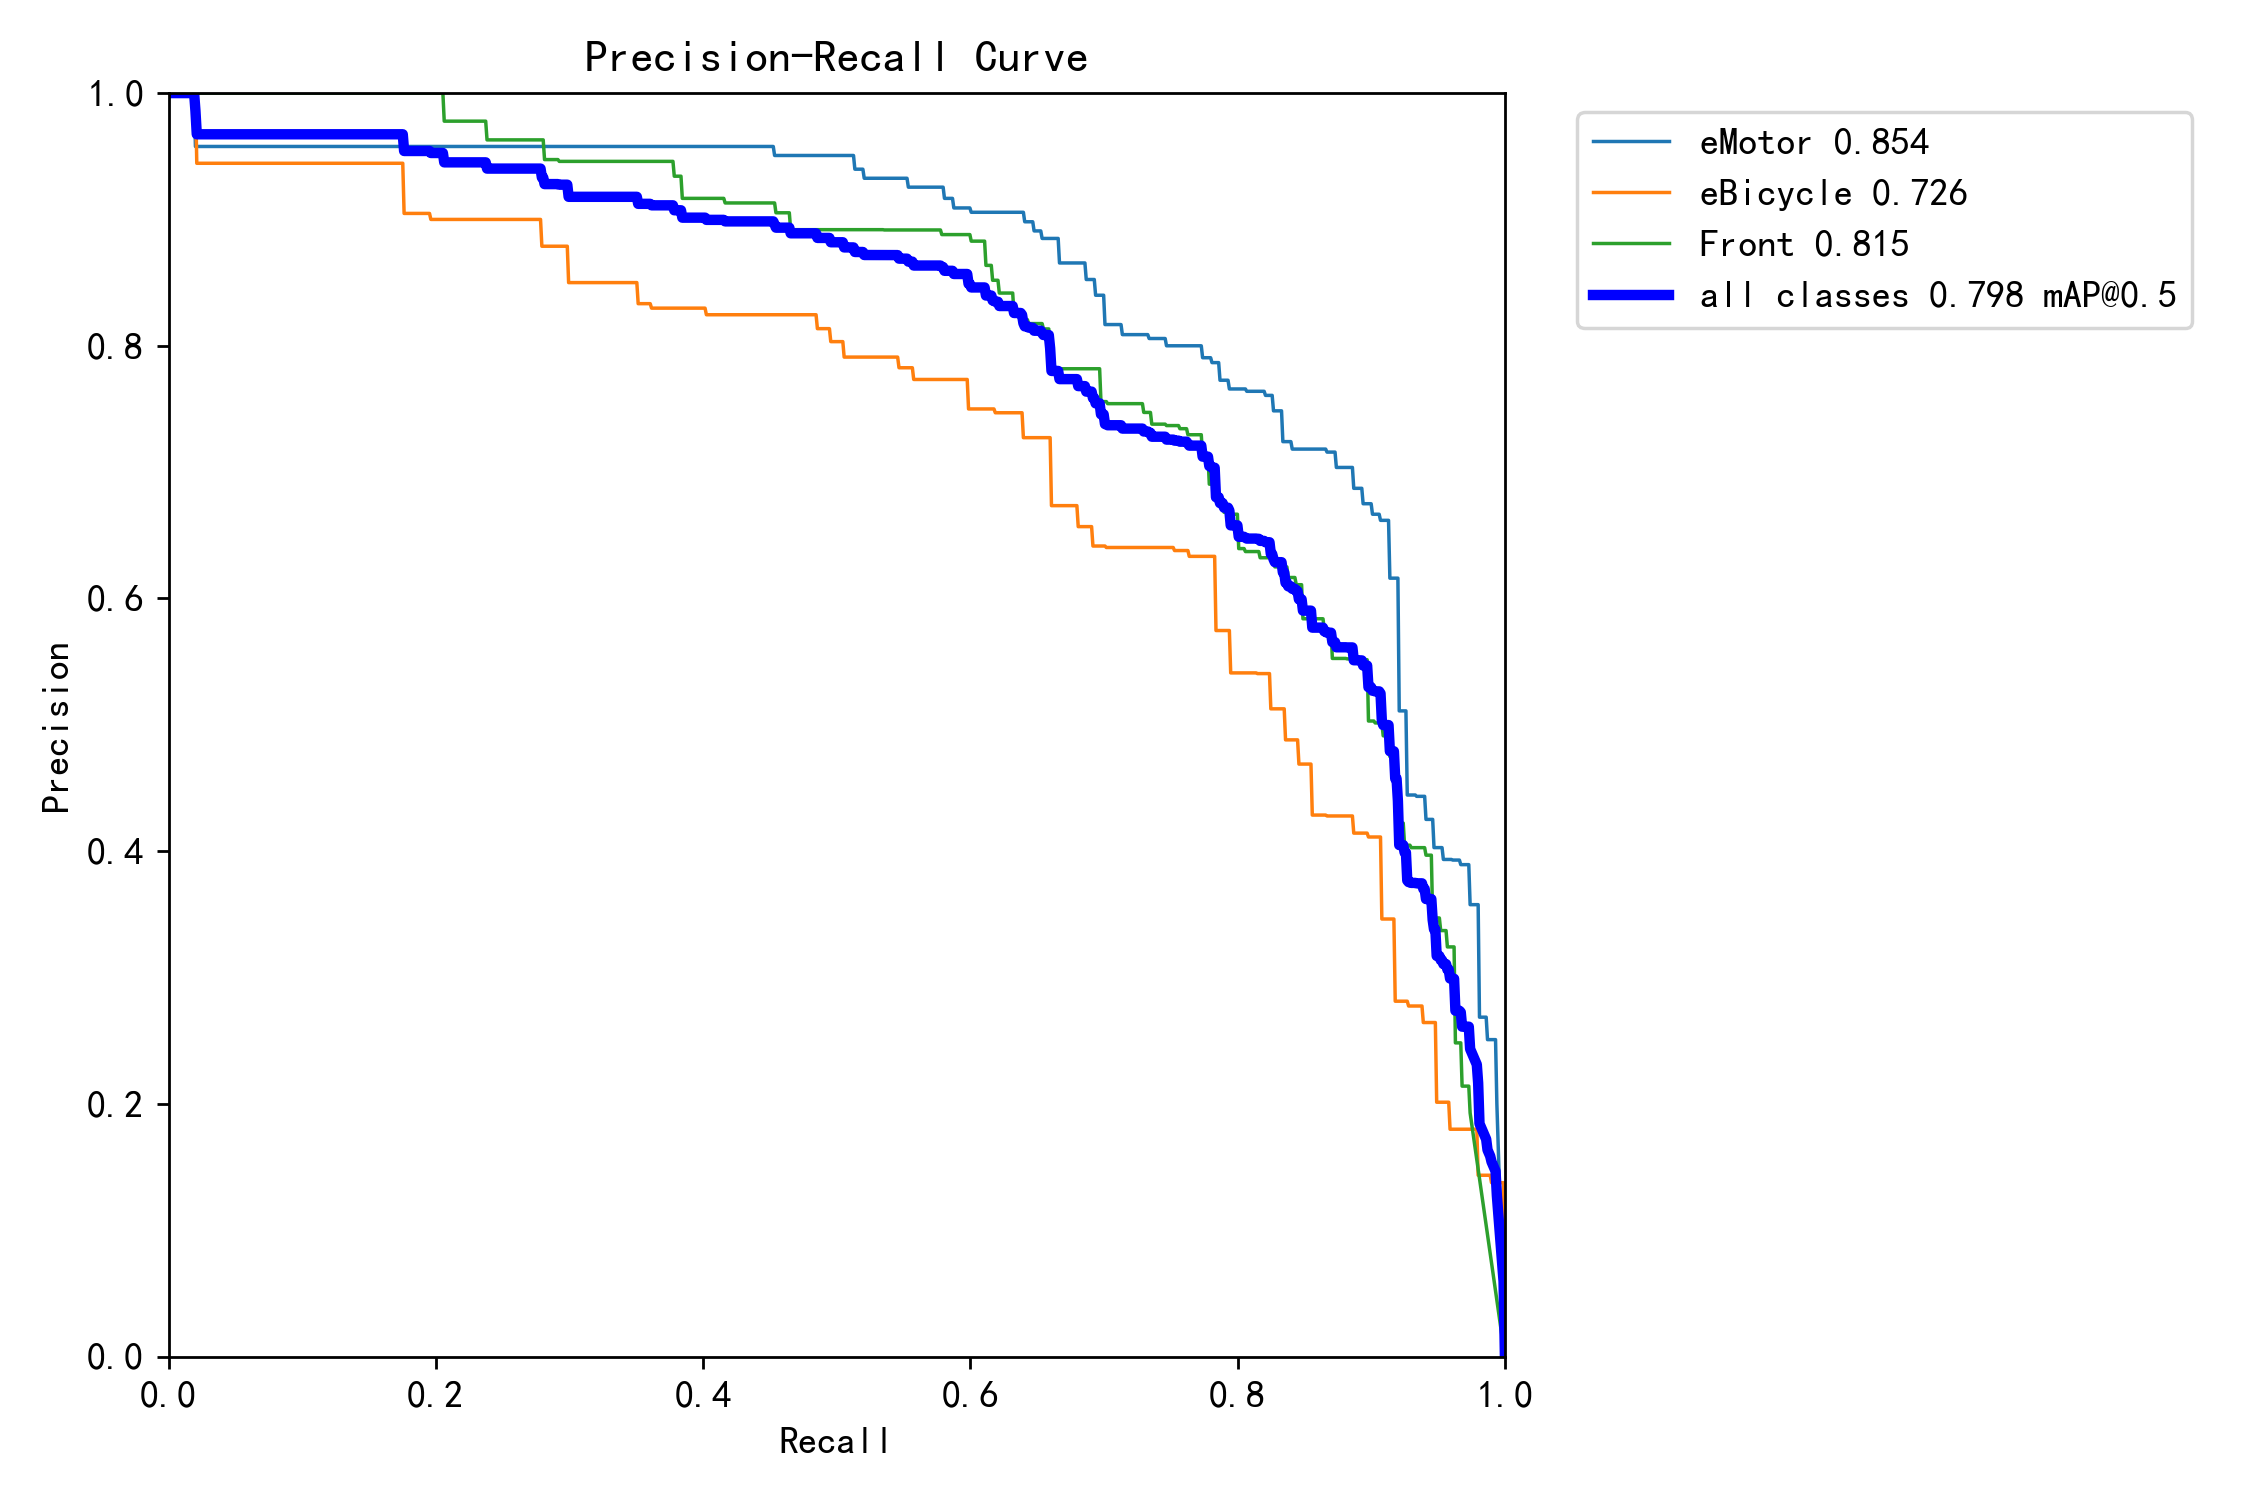 Precision-Recall Curve
1.0
0.8
0.6
0.4
0.2
0.0
Precision
0.0 0.2 0.4 0.6 0.8 1.0
Recall
eMotor 0.854
eBicycle 0.726
Front 0.815
all classes 0.798 mAP@0.5